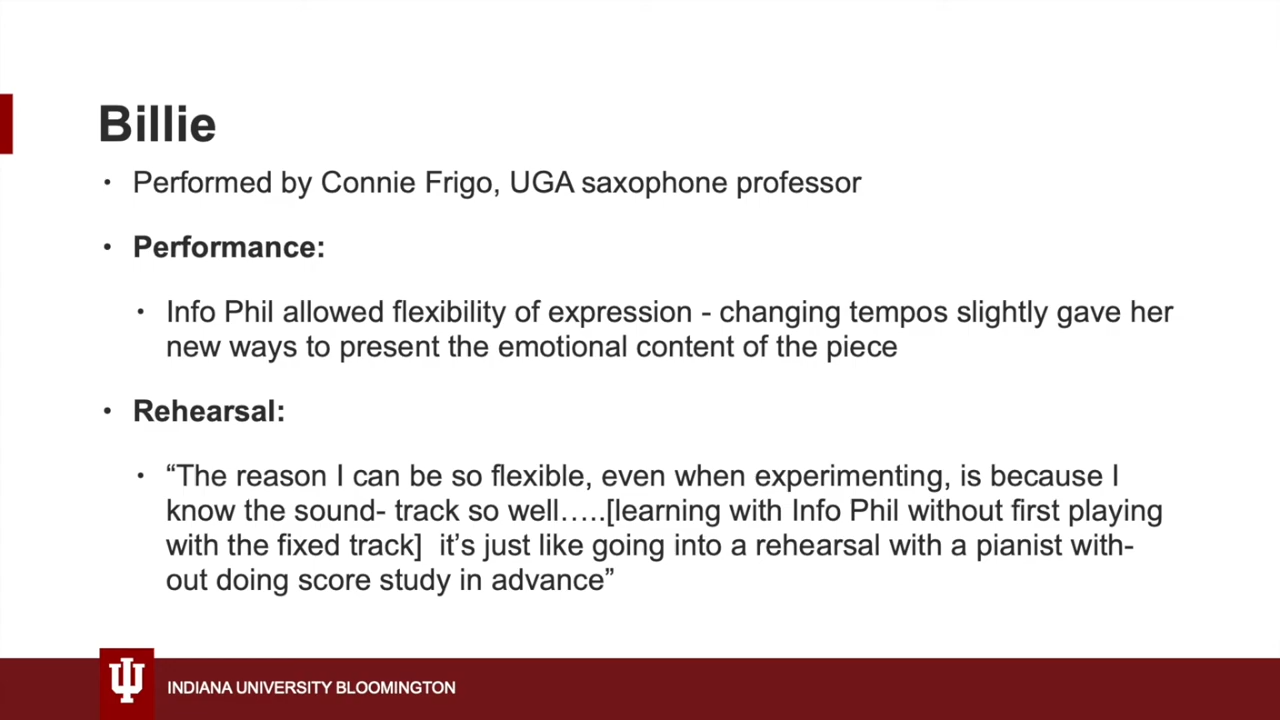 Billie
• Performed by Connie Frigo, UGA saxophone professor
• Performance:
• Info Phil allowed flexibility of expression - changing tempos slightly gave her
new ways to present the emotional content of the piece
• Rehearsal:
• “The reason I can be so flexible, even when experimenting, is because I
know the sound- track so well…..[learning with Info Phil without first playing
with the fixed track]  it’s just like going into a rehearsal with a pianist with-
out doing score study in advance”
INDIANA UNIVERSITY BLOOMINGTON